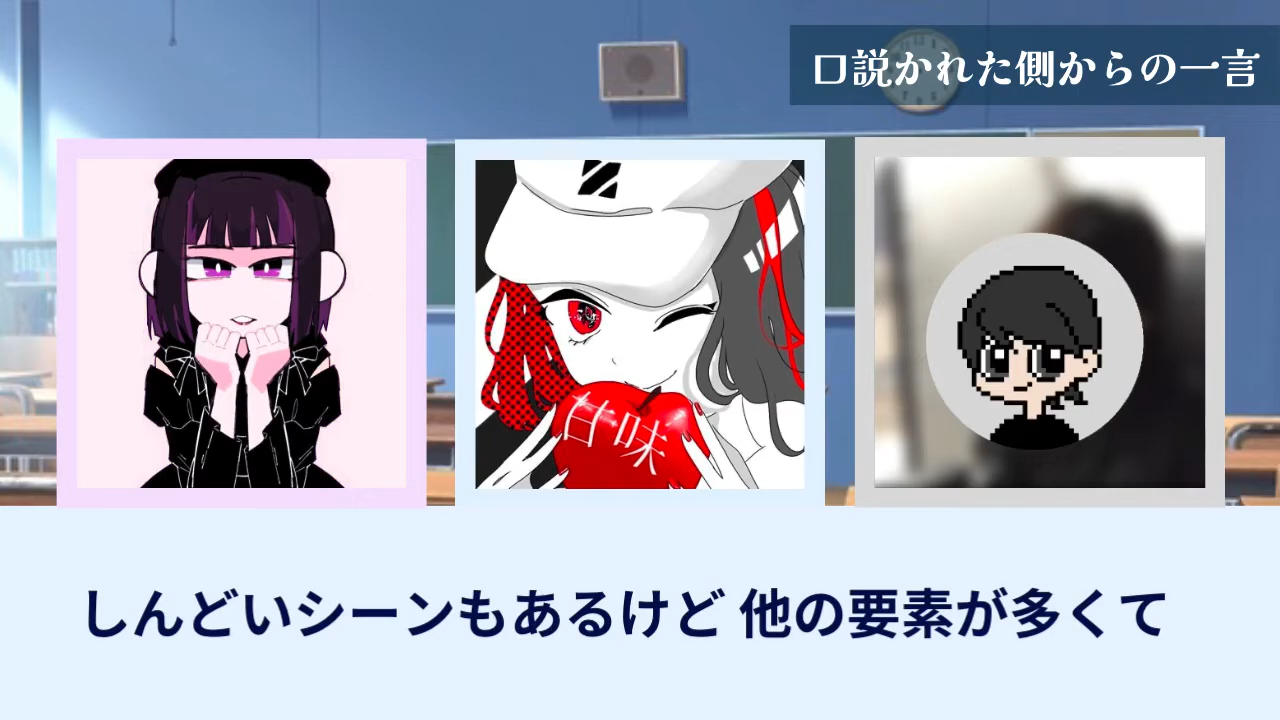 口説かれた側からの一言
甘味
しんどいシーンもあるけど 他の要素が多くて